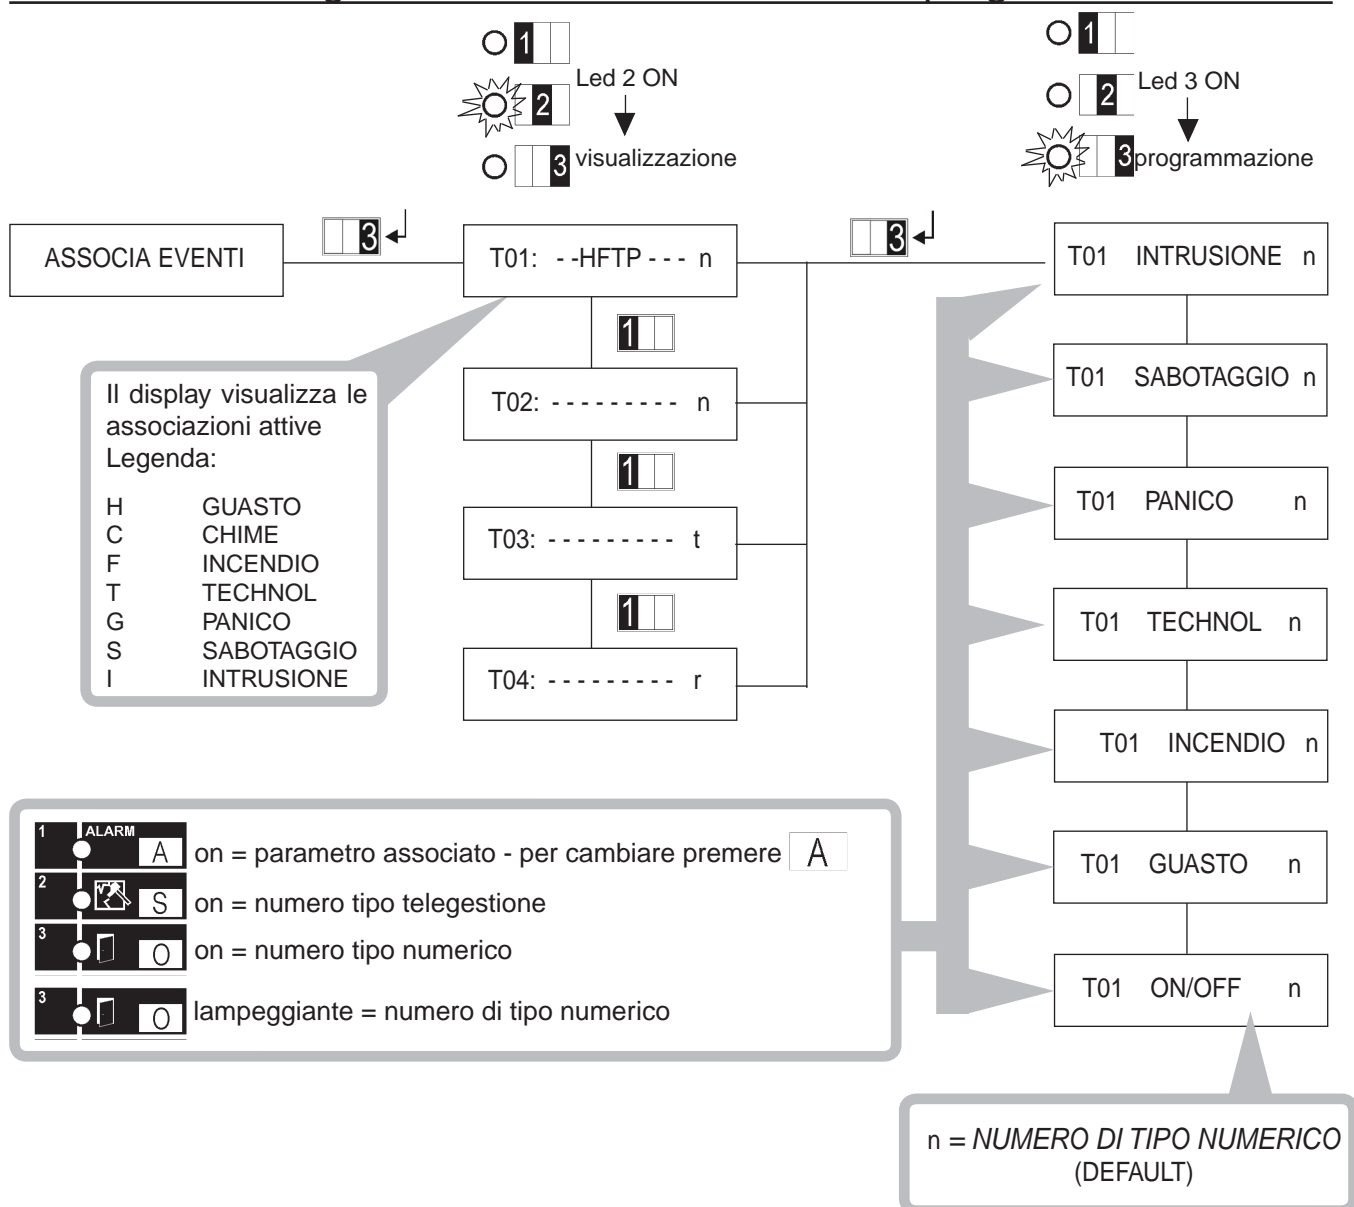 1
2
3
Led 2 ON
visualizzazione
1
2
3
Led 3 ON
programmazione
ASSOCIA EVENTI
3
T01: - -HFTP - - - n
3
T01 INTRUSIONE n
1
T02: - - - - - - - - - n
1
T03: - - - - - - - - - t
1
T04: - - - - - - - - - r
T01 SABOTAGGIO n
T01 PANICO n
T01 TECHNOL n
T01 INCENDIO n
T01 GUASTO n
T01 ON/OFF n
Il display visualizza le
associazioni attive
Legenda:
H GUASTO
C CHIME
F INCENDIO
T TECHNOL
G PANICO
S SABOTAGGIO
I INTRUSIONE
1 ALARM A on = parametro associato - per cambiare premere A
2 S on = numero tipo telegestione
3 O on = numero tipo numerico
3 O lampeggiante = numero di tipo numerico
n = NUMERO DI TIPO NUMERICO
(DEFAULT)